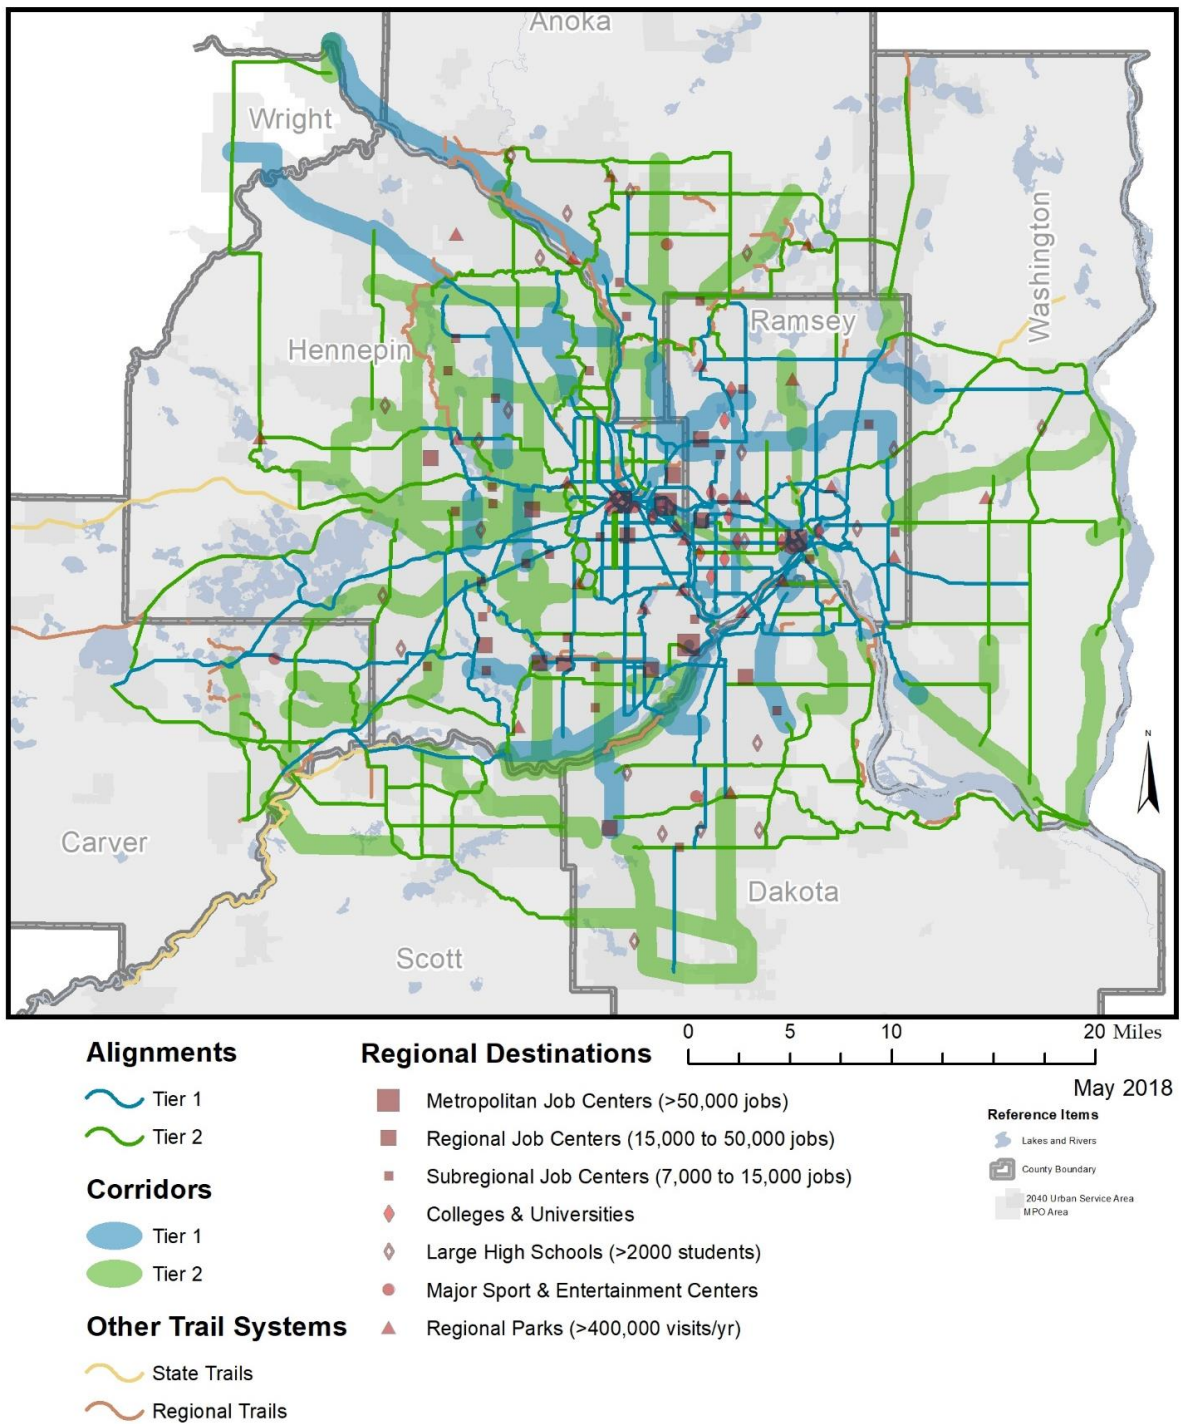 Anoka
Wright
Washington
Ramsey
Hennepin
Carver
Dakota
Scott
N
0 5 10 20 Miles
May 2018
Alignments
Tier 1
Tier 2
Corridors
Tier 1
Tier 2
Other Trail Systems
State Trails
Regional Trails
Regional Destinations
Metropolitan Job Centers (>50,000 jobs)
Regional Job Centers (15,000 to 50,000 jobs)
Subregional Job Centers (7,000 to 15,000 jobs)
Colleges & Universities
Large High Schools (>2000 students)
Major Sport & Entertainment Centers
Regional Parks (>400,000 visits/yr)
Reference Items
Lakes and Rivers
County Boundary
2040 Urban Service Area
MPO Area